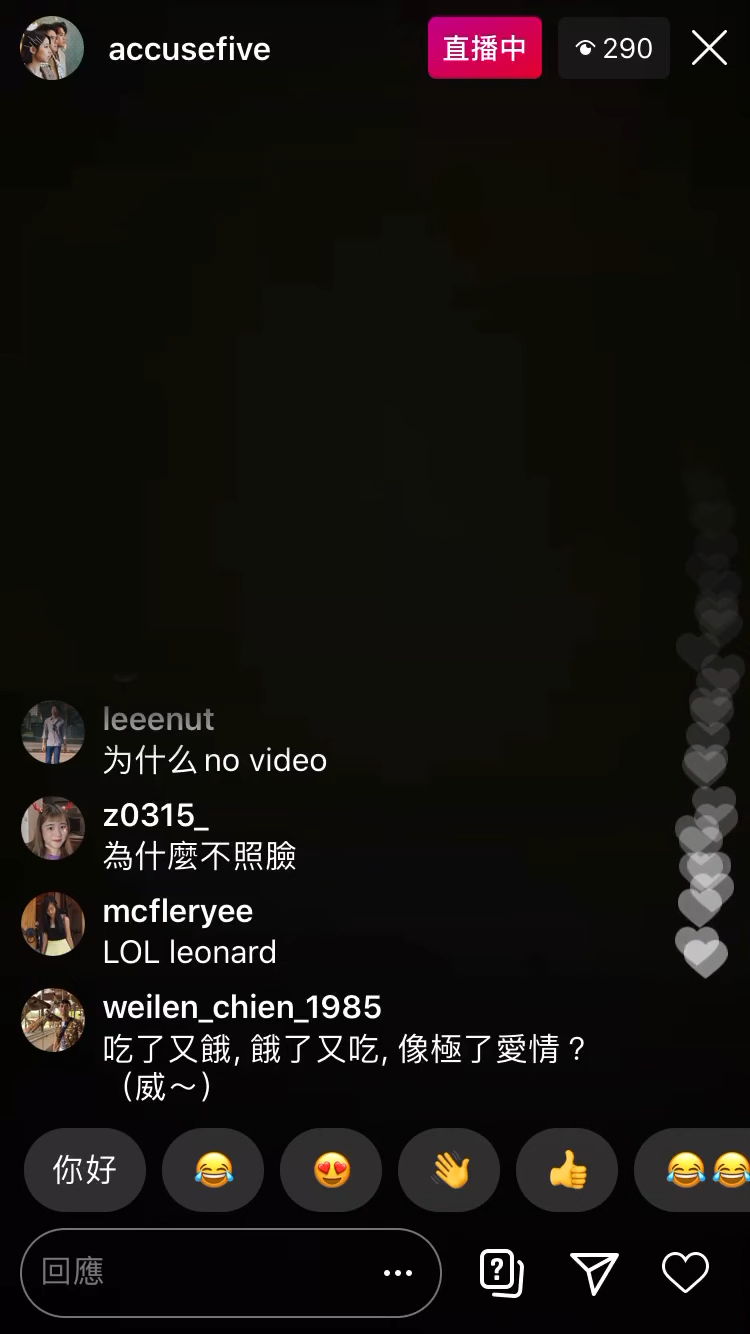 accusefive
直播中
290
leeenut
为什么 no video
z0315_
為什麼不照臉
mcfleryee
LOL leonard
weilen_chien_1985
吃了又餓, 餓了又吃, 像極了愛情？
（威～）
你好
回應